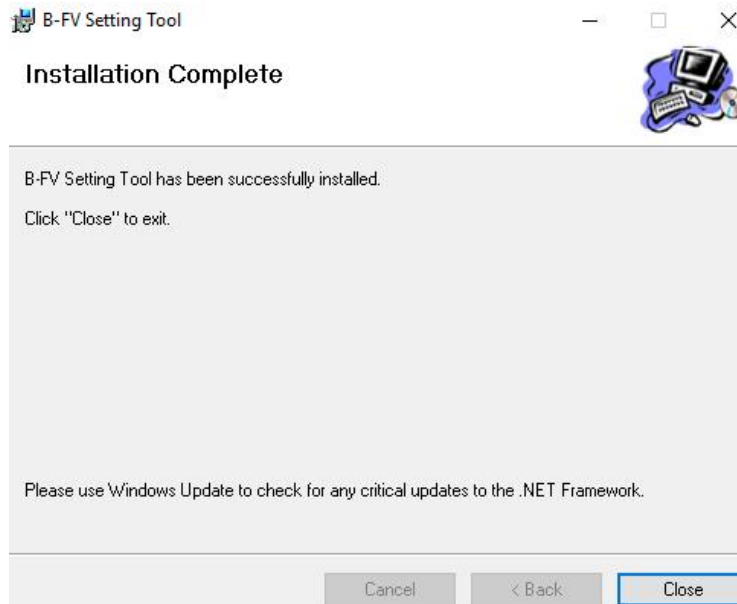 B-FV Setting Tool
Installation Complete
B-FV Setting Tool has been successfully installed.
Click "Close" to exit.
Please use Windows Update to check for any critical updates to the .NET Framework.
Cancel
< Back
Close